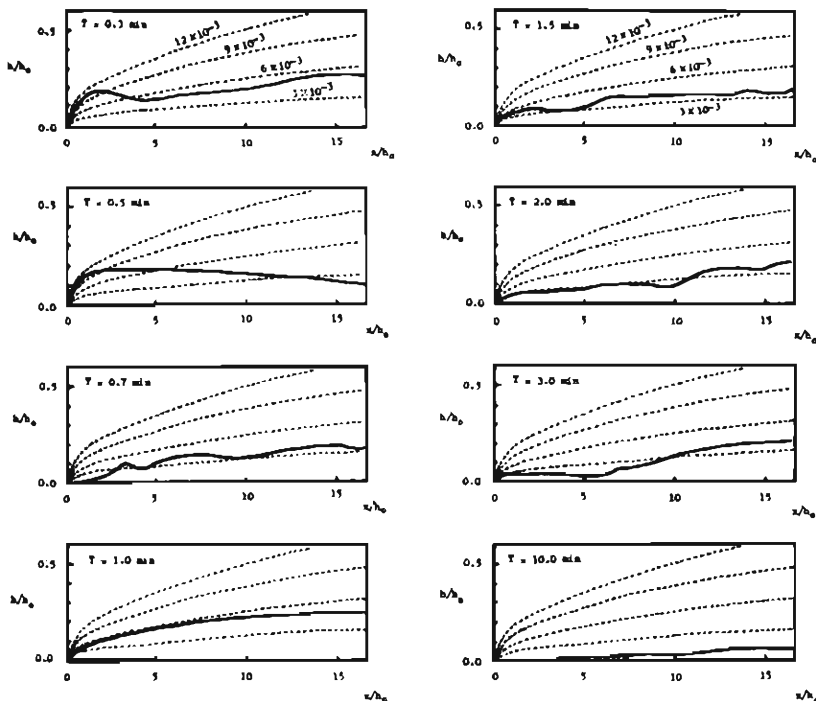 T = 0.3 min
h/h₀
0.5
0.0
12×10⁻³
9×10⁻³
6×10⁻³
3×10⁻³
0 5 10 15
x/h₀
T = 1.5 min
h/h₀
0.5
0.0
12×10⁻³
9×10⁻³
6×10⁻³
3×10⁻³
0 5 10 15
x/h₀
T = 0.5 min
h/h₀
0.5
0.0
0 5 10 15
x/h₀
T = 2.0 min
h/h₀
0.5
0.0
0 5 10 15
x/h₀
T = 0.7 min
h/h₀
0.5
0.0
0 5 10 15
x/h₀
T = 3.0 min
h/h₀
0.5
0.0
0 5 10 15
x/h₀
T = 1.0 min
h/h₀
0.5
0.0
0 5 10 15
x/h₀
T = 10.0 min
h/h₀
0.5
0.0
0 5 10 15